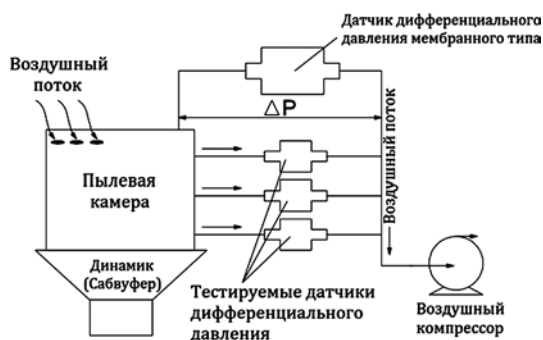 Датчик дифференциального
давления мембранного типа
Воздушный
поток
ΔP
Воздушный поток
Пылевая
камера
Динамик
(Сабвуфер)
Тестируемые датчики
дифференциального
давления
Воздушный
компрессор